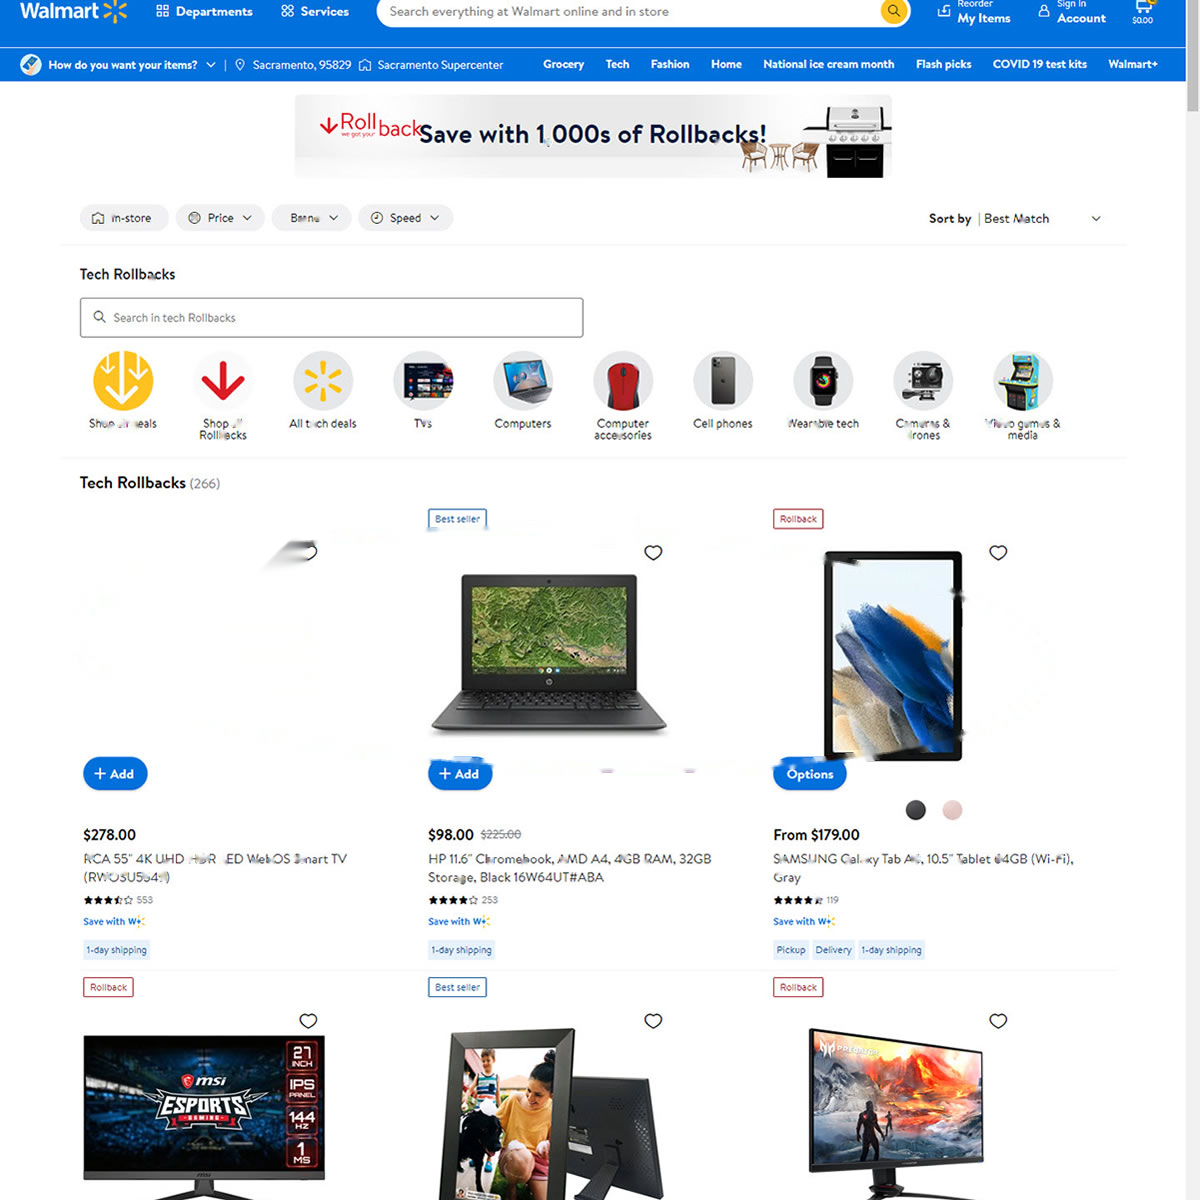 Walmart
Departments
Services
Search everything at Walmart online and in store
Reorder
My Items
Sign In
Account
$0.00
How do you want your items?
Sacramento, 95829
Sacramento Supercenter
Grocery
Tech
Fashion
Home
National ice cream month
Flash picks
COVID 19 test kits
Walmart+
Rollback
we got your
Save with 1,000s of Rollbacks!
In-store
Price
Speed
Sort by | Best Match
Tech Rollbacks
Search in tech Rollbacks
Shop
Shop
Rollbacks
All tech deals
TVs
Computers
Computer
accessories
Cell phones
Wearable tech
Cameras &
drones
Video games &
media
Tech Rollbacks (266)
Best seller
Rollback
+ Add
+ Add
Options
$278.00
RCA 55" 4K UHD LED WebOS Smart TV
553
Save with W+
1-day shipping
$98.00 $225.00
HP 11.6" Chromebook, AMD A4, 4GB RAM, 32GB
Storage, Black 16W64UT#ABA
253
Save with W+
1-day shipping
From $179.00
SAMSUNG Galaxy Tab 10.5" Tablet 64GB (Wi-Fi),
Gray
119
Save with W+
Pickup
Delivery
1-day shipping
Rollback
Best seller
Rollback
msi
ESPORTS
GAMING
27
INCH
IPS
PANEL
144
HZ
1
MS
PREDATOR